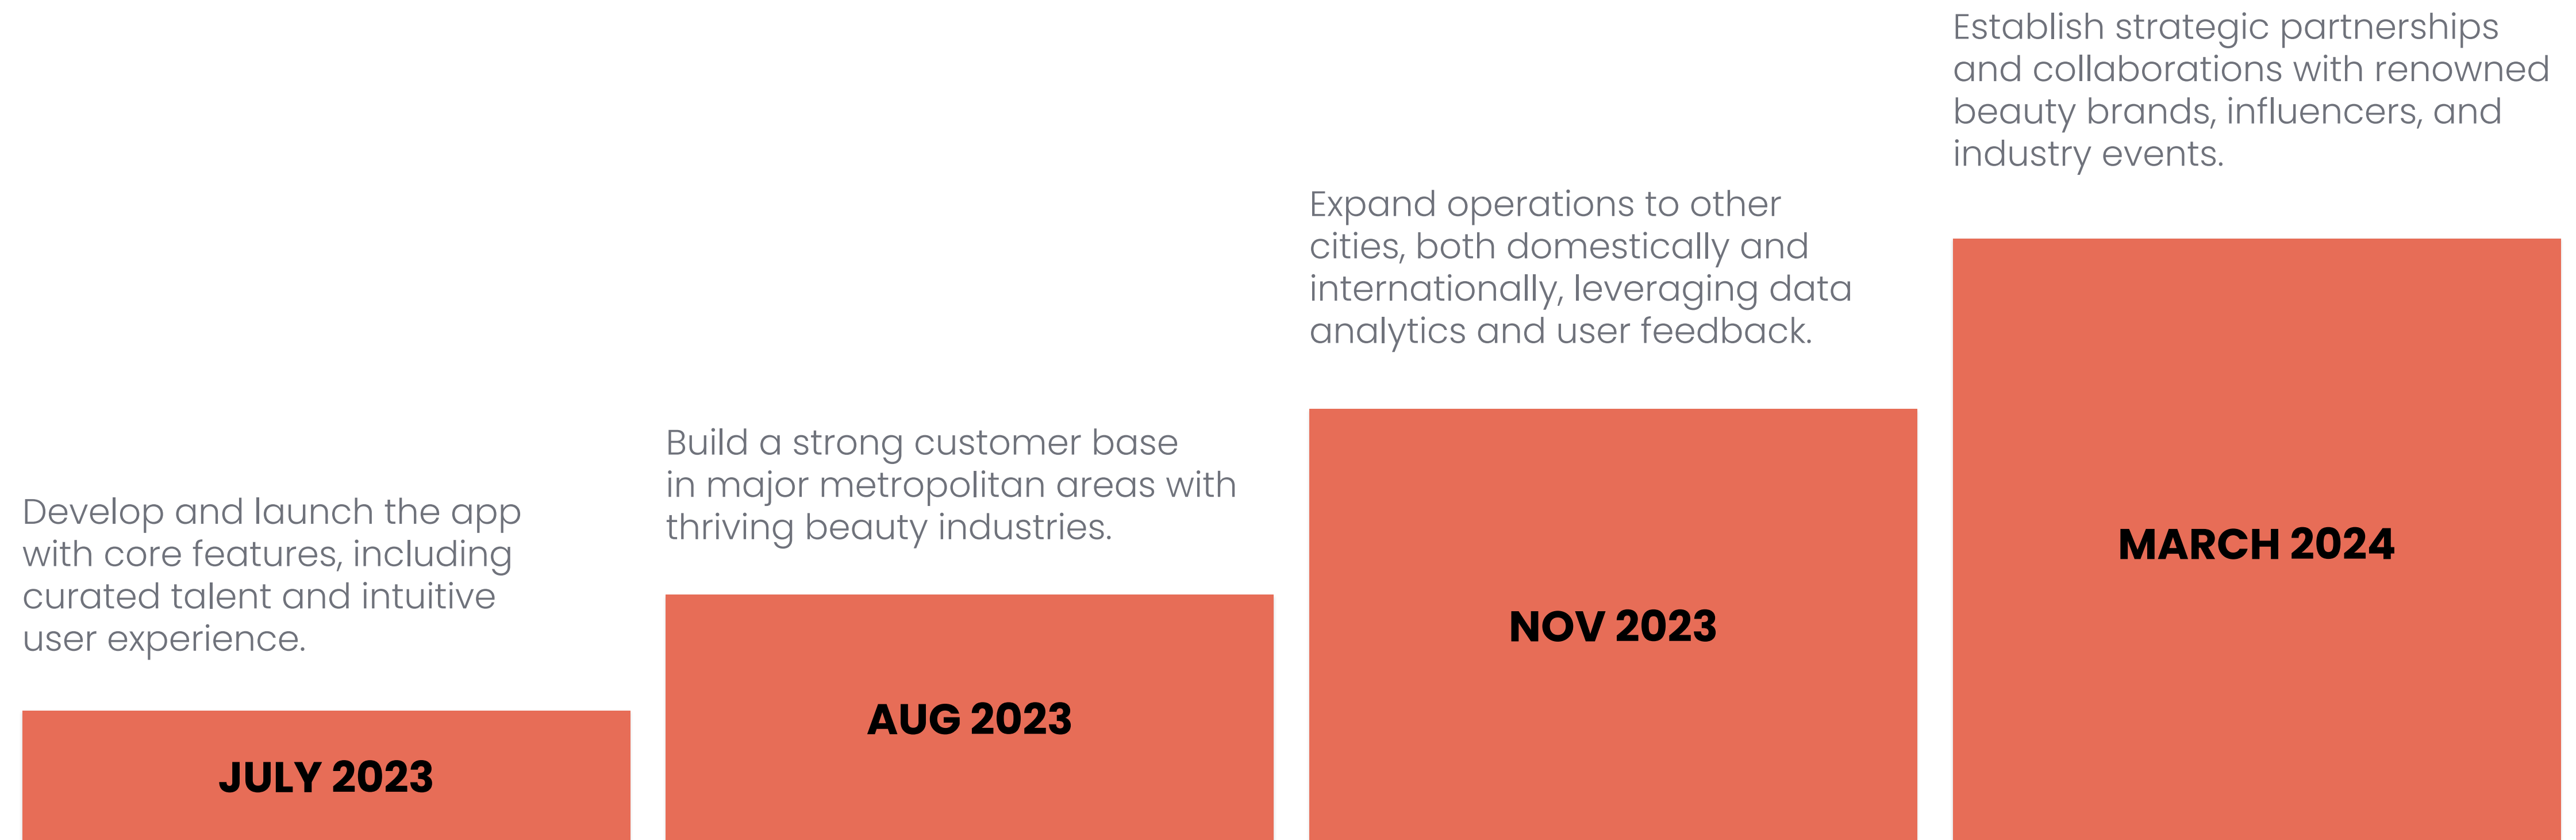 Develop and launch the app
with core features, including
curated talent and intuitive
user experience.
JULY 2023
Build a strong customer base
in major metropolitan areas with
thriving beauty industries.
AUG 2023
Expand operations to other
cities, both domestically and
internationally, leveraging data
analytics and user feedback.
NOV 2023
Establish strategic partnerships
and collaborations with renowned
beauty brands, influencers, and
industry events.
MARCH 2024